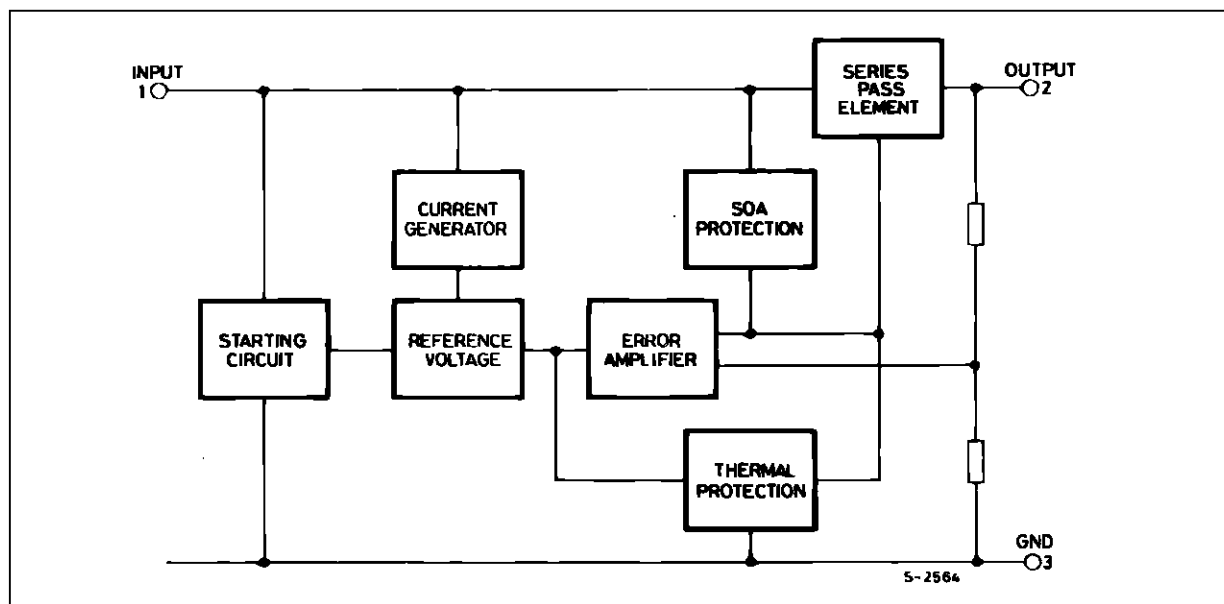 INPUT
1
SERIES
PASS
ELEMENT
OUTPUT
2
CURRENT
GENERATOR
SOA
PROTECTION
STARTING
CIRCUIT
REFERENCE
VOLTAGE
ERROR
AMPLIFIER
THERMAL
PROTECTION
GND
3
S-2564